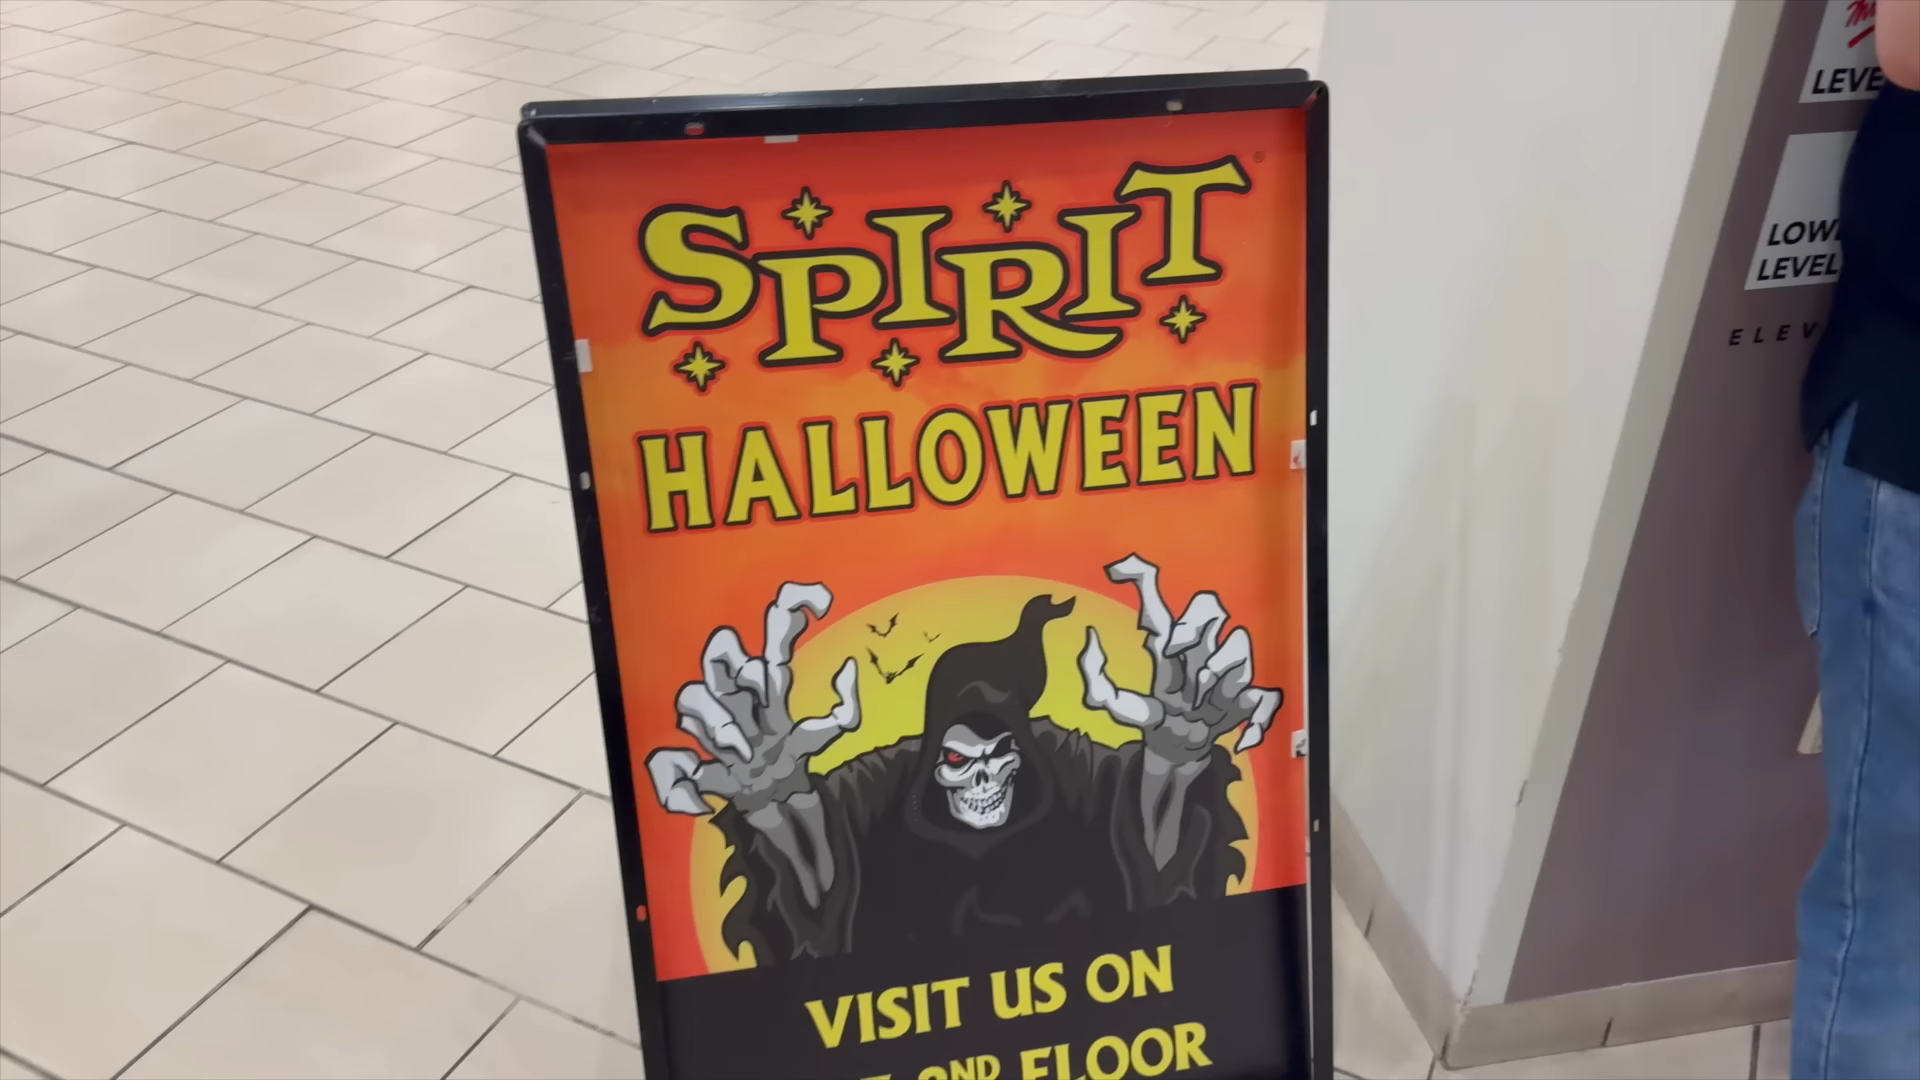 SPIRIT
HALLOWEEN
VISIT US ON
2ND FLOOR
LEVE
LOW
LEVEL
ELEV